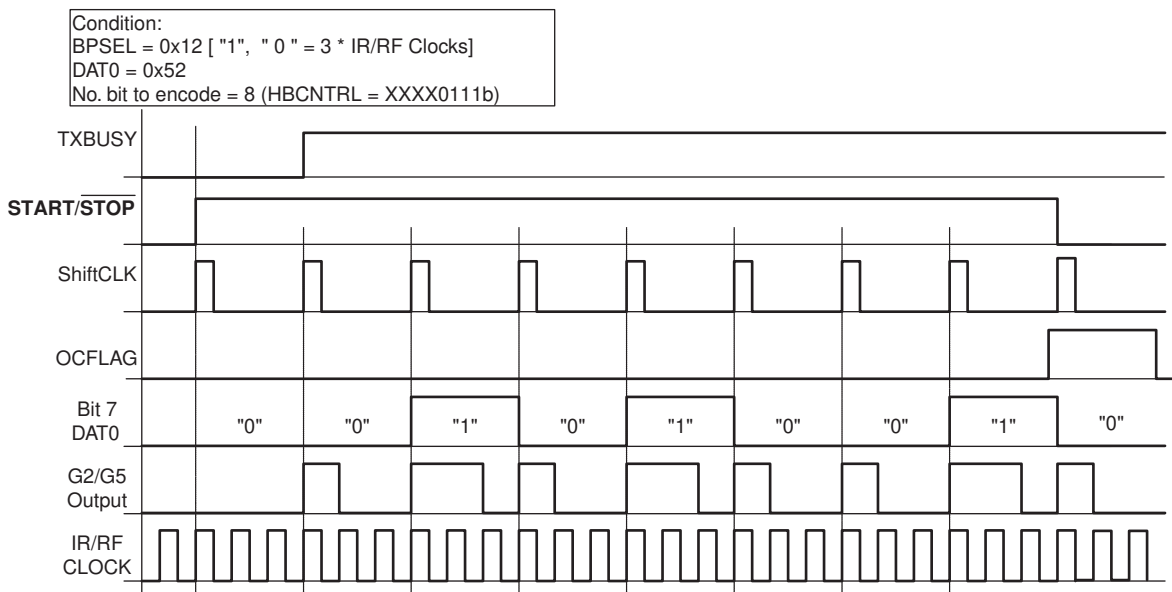 Condition:
BPSEL = 0x12 [ "1", " 0 " = 3 * IR/RF Clocks]
DAT0 = 0x52
No. bit to encode = 8 (HBCNTRL = XXXX0111b)
TXBUSY
START/STOP
ShiftCLK
OCFLAG
Bit 7
DAT0
"0" "0" "1" "0" "1" "0" "0" "1" "0"
G2/G5
Output
IR/RF
CLOCK